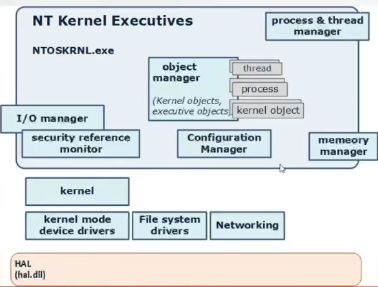 NT Kernel Executives
process & thread
manager
NTOSKRNL.exe
object
manager
(Kernel objects,
executive objects,
thread
process
kernel object
I/O manager
security reference
monitor
Configuration
Manager
memeory
manager
kernel
kernel mode
device drivers
File system
drivers
Networking
HAL
(hal.dll)